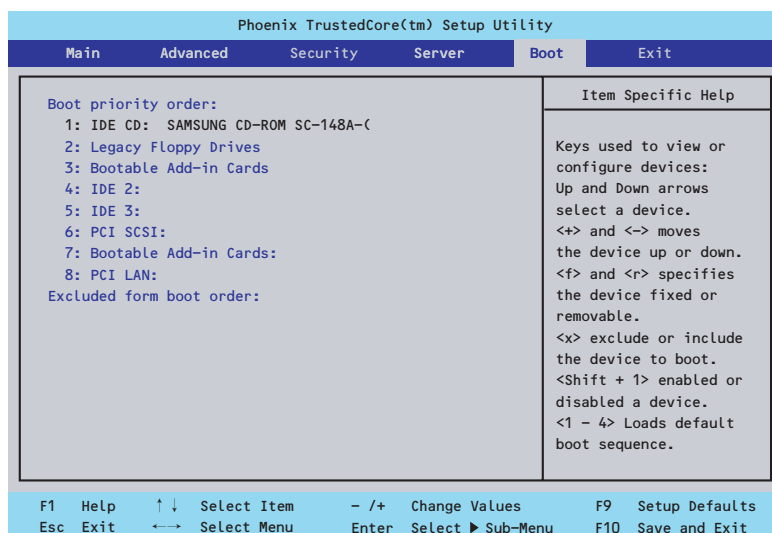 Phoenix TrustedCore(tm) Setup Utility
Main Advanced Security Server Boot Exit
Boot priority order:
1: IDE CD: SAMSUNG CD-ROM SC-148A-(
2: Legacy Floppy Drives
3: Bootable Add-in Cards
4: IDE 2:
5: IDE 3:
6: PCI SCSI:
7: Bootable Add-in Cards:
8: PCI LAN:
Excluded form boot order:
Item Specific Help
Keys used to view or
configure devices:
Up and Down arrows
select a device.
<+> and <-> moves
the device up or down.
<f> and <r> specifies
the device fixed or
removable.
<x> exclude or include
the device to boot.
<Shift + 1> enabled or
disabled a device.
<1 - 4> Loads default
boot sequence.
F1 Help ↑↓ Select Item - /+ Change Values F9 Setup Defaults
Esc Exit ←→ Select Menu Enter Select ▶ Sub-Menu F10 Save and Exit